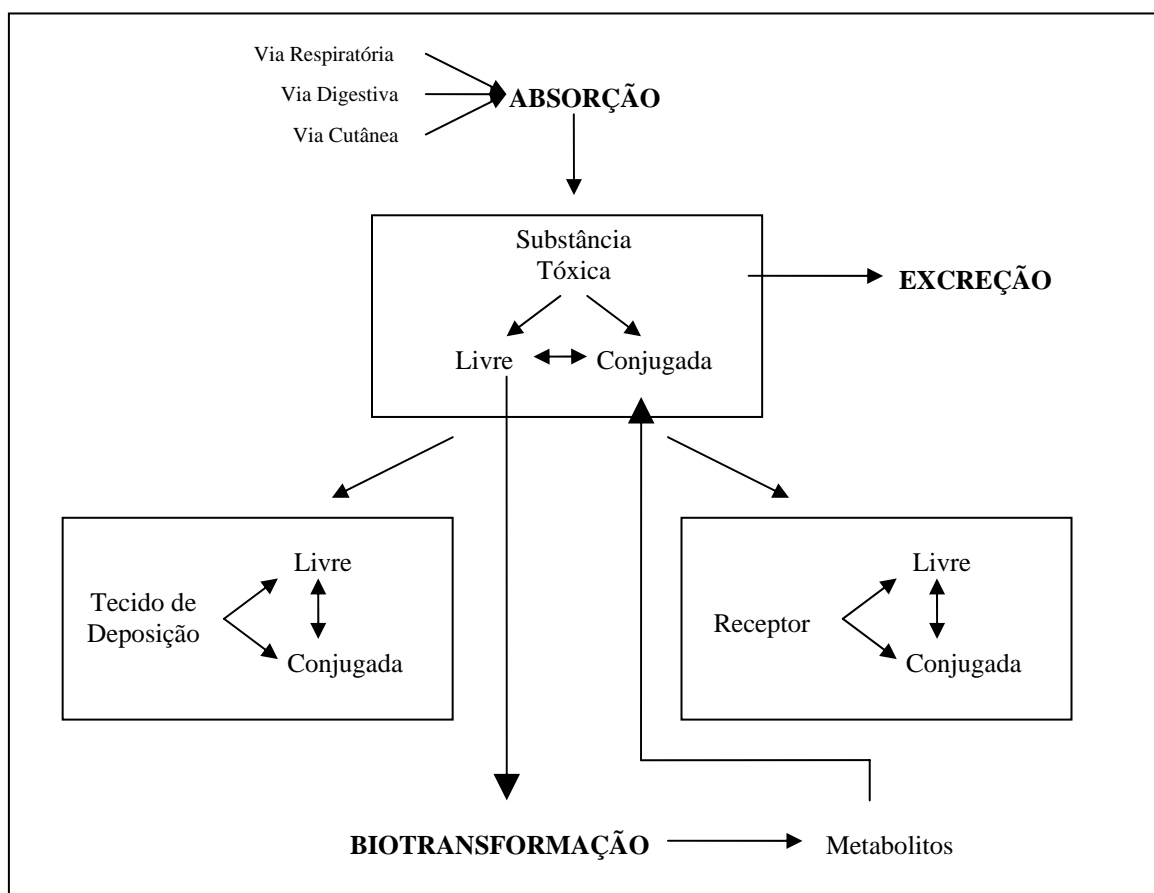 Via Respiratória
Via Digestiva
ABSORÇÃO
Via Cutânea
Substância
Tóxica
EXCREÇÃO
Livre
Conjugada
Livre
Tecido de
Deposição
Conjugada
Livre
Receptor
Conjugada
BIOTRANSFORMAÇÃO
Metabolitos